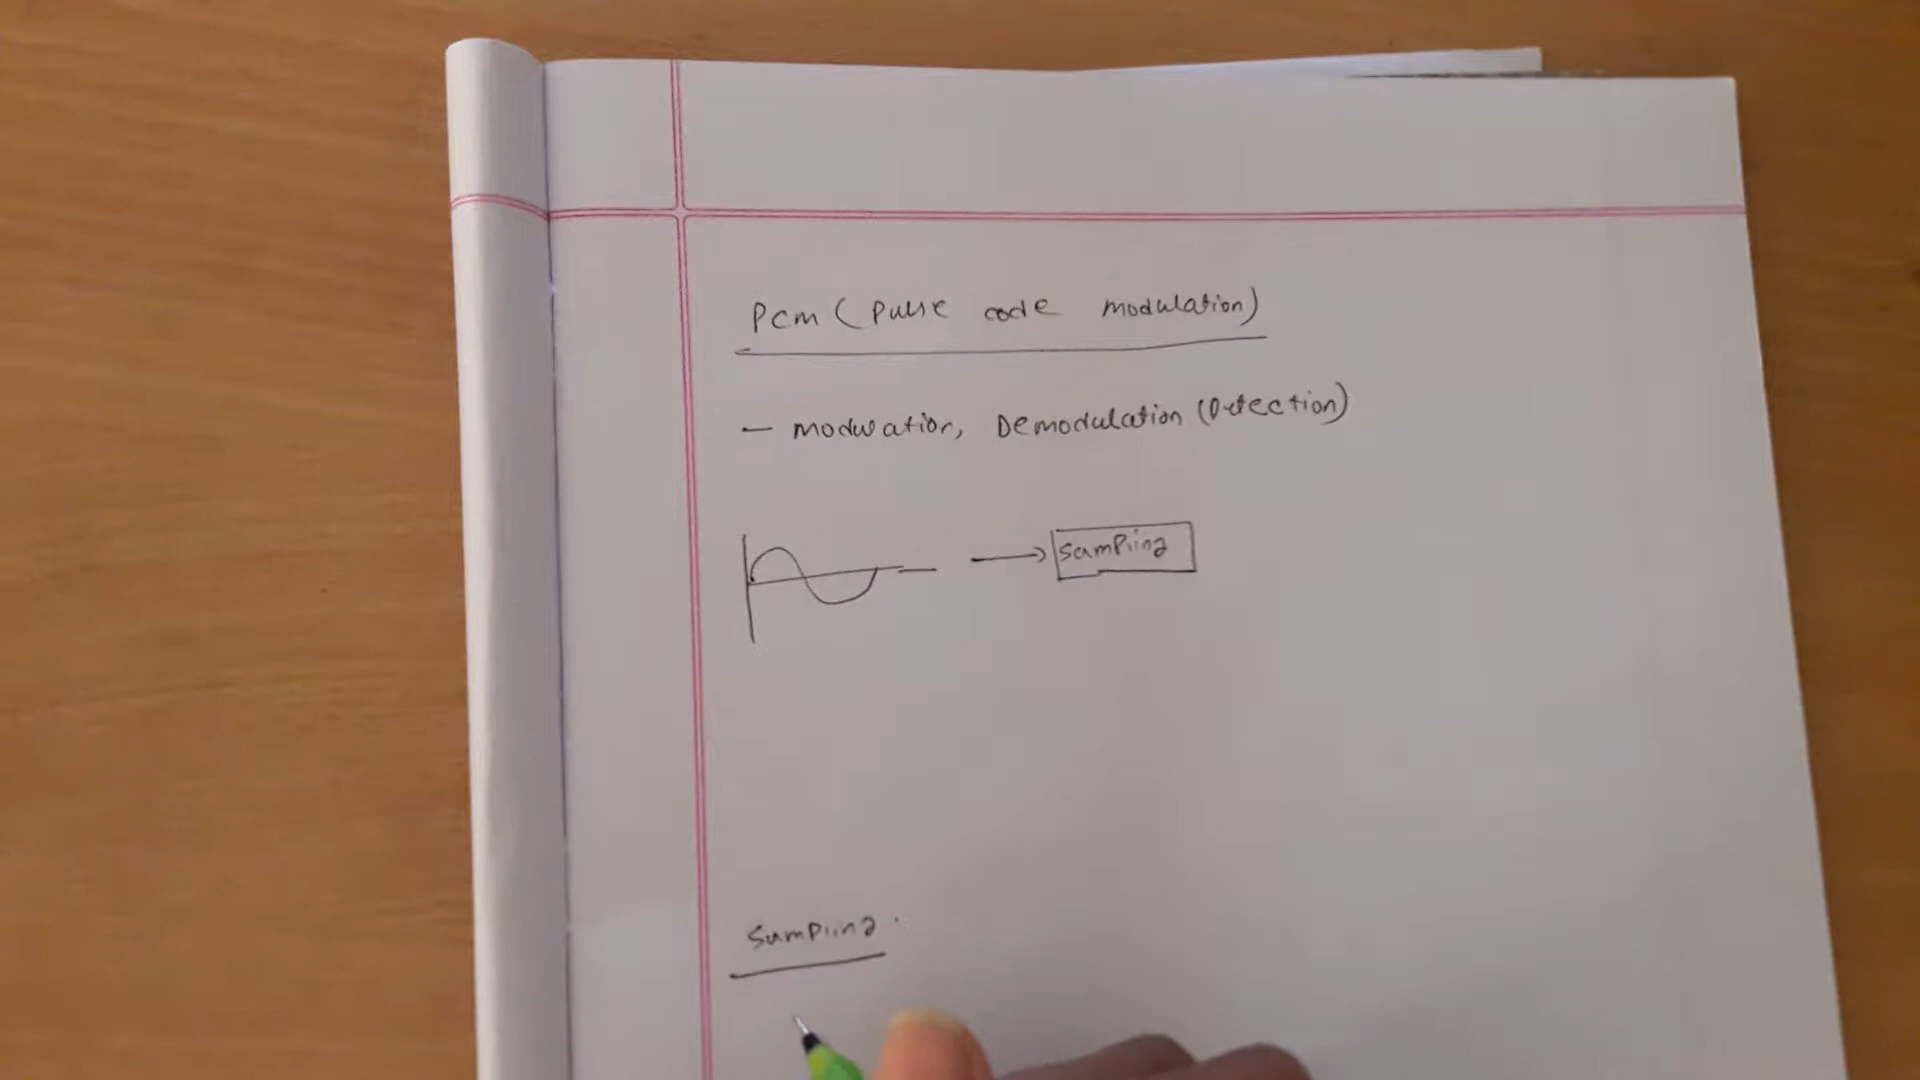 PCM (Pulse code modulation)
— modulation, Demodulation (Detection)
Sampling
Sampling